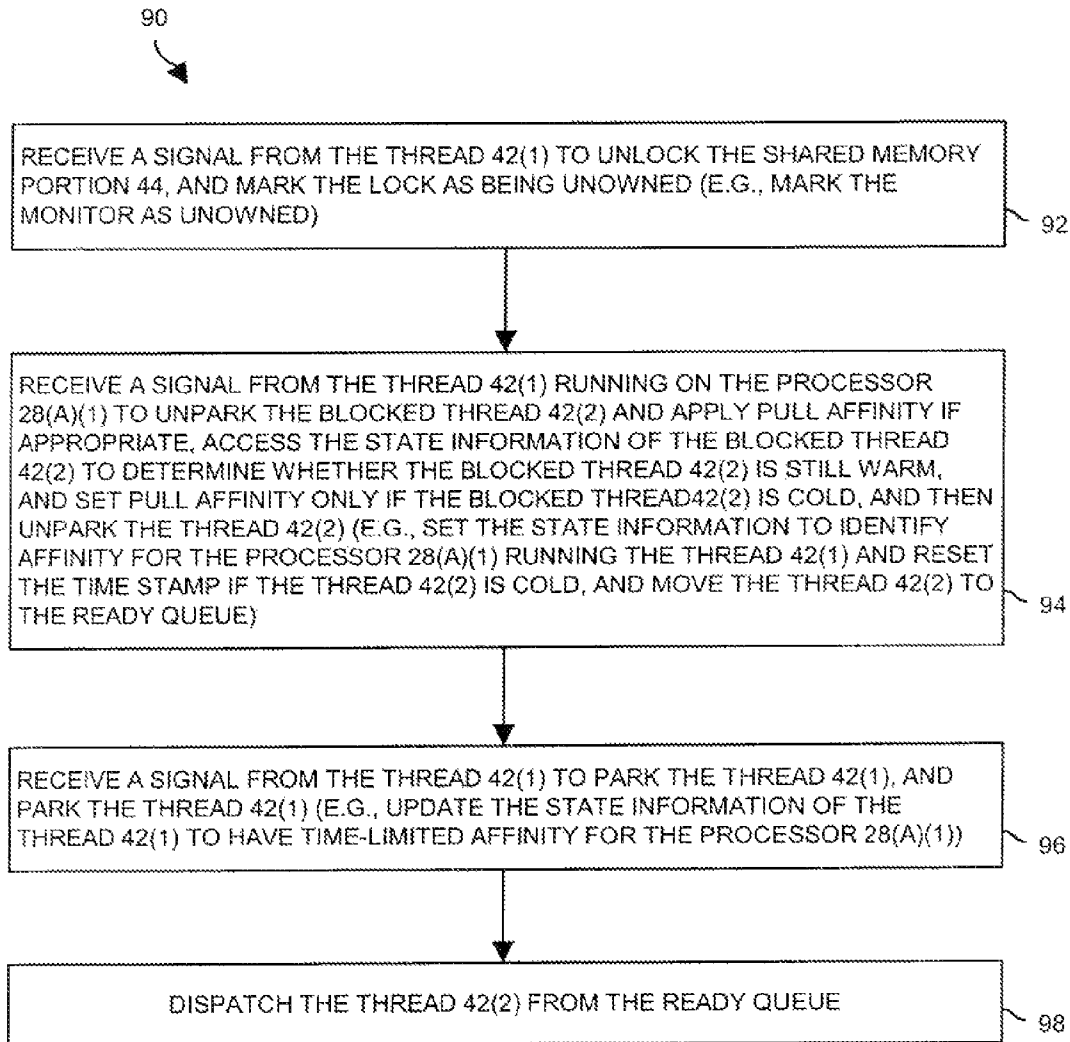 90
RECEIVE A SIGNAL FROM THE THREAD 42(1) TO UNLOCK THE SHARED MEMORY
PORTION 44, AND MARK THE LOCK AS BEING UNOWNED (E.G., MARK THE
MONITOR AS UNOWNED)
92
RECEIVE A SIGNAL FROM THE THREAD 42(1) RUNNING ON THE PROCESSOR
28(A)(1) TO UNPARK THE BLOCKED THREAD 42(2) AND APPLY PULL AFFINITY IF
APPROPRIATE, ACCESS THE STATE INFORMATION OF THE BLOCKED THREAD
42(2) TO DETERMINE WHETHER THE BLOCKED THREAD 42(2) IS STILL WARM,
AND SET PULL AFFINITY ONLY IF THE BLOCKED THREAD42(2) IS COLD, AND THEN
UNPARK THE THREAD 42(2) (E.G., SET THE STATE INFORMATION TO IDENTIFY
AFFINITY FOR THE PROCESSOR 28(A)(1) RUNNING THE THREAD 42(1) AND RESET
THE TIME STAMP IF THE THREAD 42(2) IS COLD, AND MOVE THE THREAD 42(2) TO
THE READY QUEUE)
94
RECEIVE A SIGNAL FROM THE THREAD 42(1) TO PARK THE THREAD 42(1), AND
PARK THE THREAD 42(1) (E.G., UPDATE THE STATE INFORMATION OF THE
THREAD 42(1) TO HAVE TIME-LIMITED AFFINITY FOR THE PROCESSOR 28(A)(1))
96
DISPATCH THE THREAD 42(2) FROM THE READY QUEUE
98